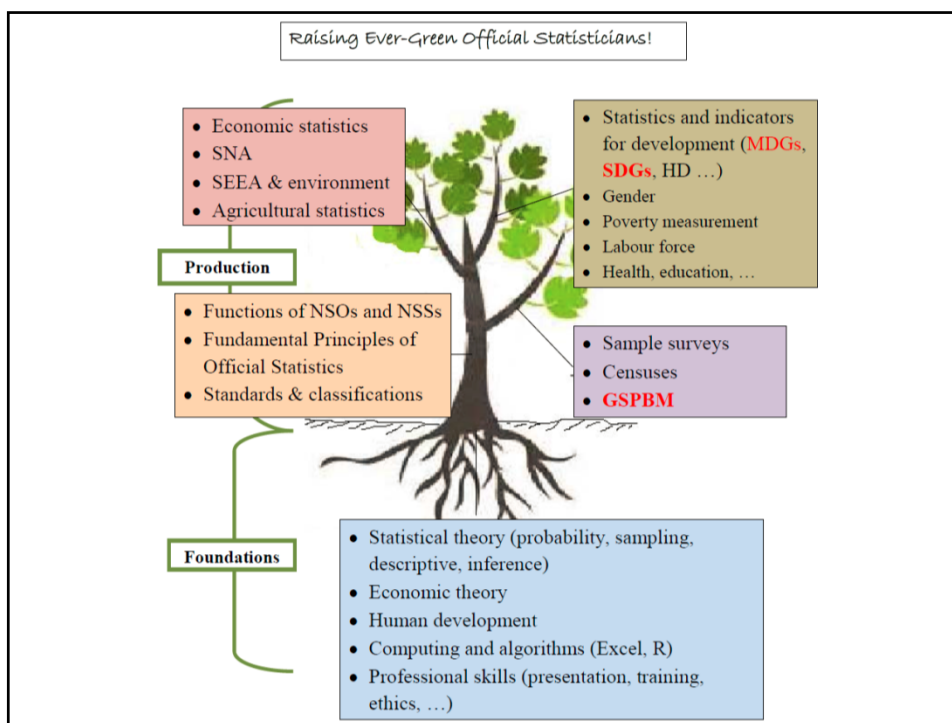 Raising Ever-Green Official Statisticians!
• Economic statistics
• SNA
• SEEA & environment
• Agricultural statistics
• Statistics and indicators
for development (MDGs,
SDGs, HD …)
• Gender
• Poverty measurement
• Labour force
• Health, education, …
Production
• Functions of NSOs and NSSs
• Fundamental Principles of
Official Statistics
• Standards & classifications
• Sample surveys
• Censuses
• GSPBM
Foundations
• Statistical theory (probability, sampling,
descriptive, inference)
• Economic theory
• Human development
• Computing and algorithms (Excel, R)
• Professional skills (presentation, training,
ethics, …)